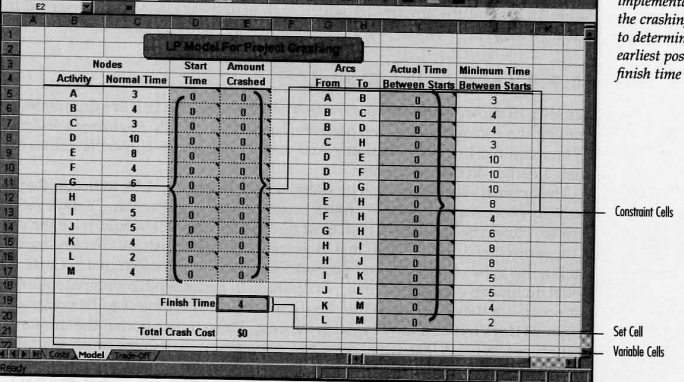 E2
A B C D E F G H I J K
LP Model For Project Crashing
Nodes Start Amount Arcs Actual Time Minimum Time
Activity Normal Time Time Crashed From To Between Starts Between Starts
A 3 0 0 A B 0 3
B 4 0 0 B C 0 4
C 3 0 0 B D 0 4
D 10 0 0 C H 0 3
E 8 0 0 D E 0 10
F 4 0 0 D F 0 10
G 6 0 0 D G 0 10
H 8 0 0 E H 0 8
I 5 0 0 F H 0 4
J 5 0 0 G H 0 6
K 4 0 0 H I 0 8
L 2 0 0 H J 0 8
M 4 0 0 I K 0 5
J L 0 5
Finish Time 4 K M 0 4
L M 0 2
Total Crash Cost $0
Costs Model Trade-Off
Ready
the crashing
to determin
earliest pos
finish time
Constraint Cells
Set Cell
Variable Cells